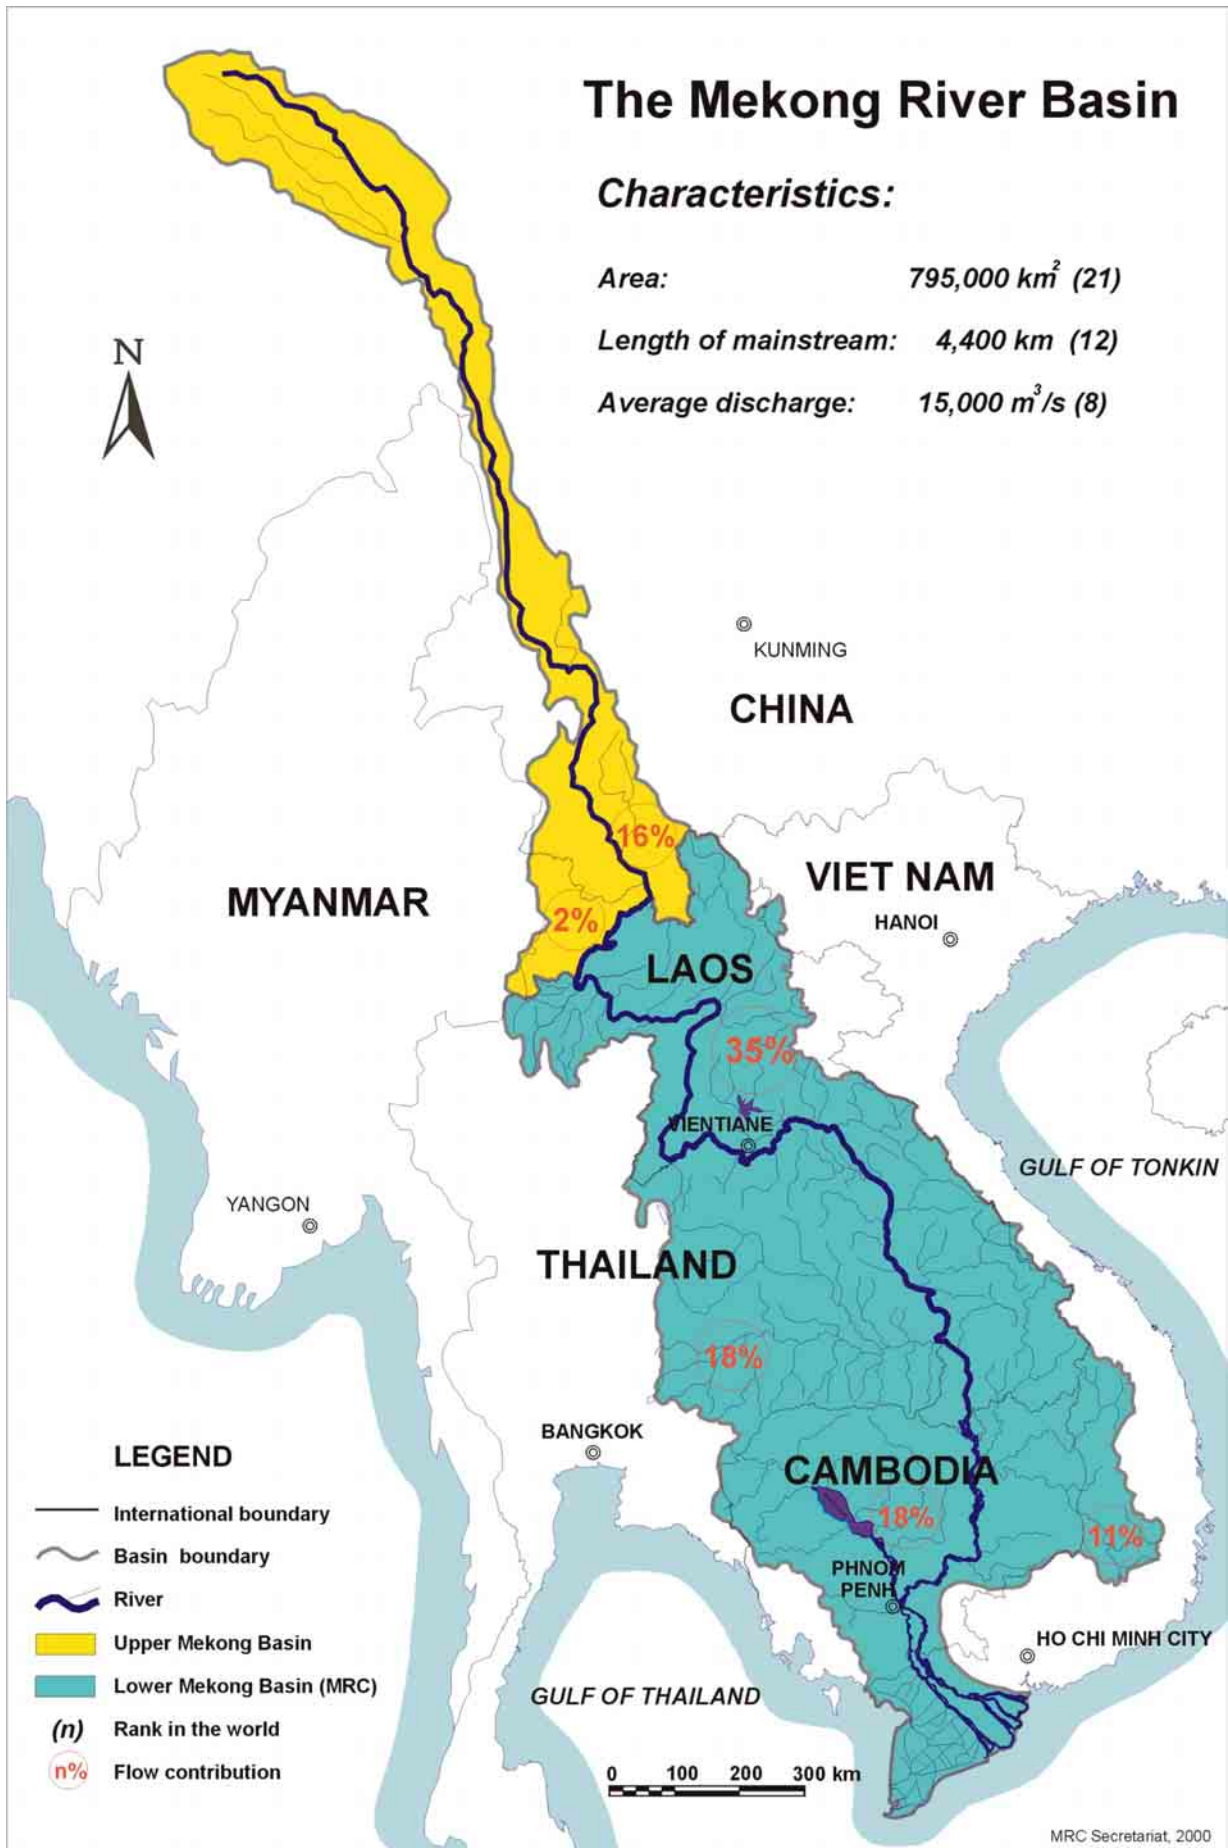 The Mekong River Basin
Characteristics:
Area: 795,000 km² (21)
Length of mainstream: 4,400 km (12)
Average discharge: 15,000 m³/s (8)
N
KUNMING
CHINA
16%
VIET NAM
MYANMAR
2%
HANOI
LAOS
35%
VIENTIANE
GULF OF TONKIN
YANGON
THAILAND
18%
BANGKOK
CAMBODIA
18%
11%
PHNOM
PENH
HO CHI MINH CITY
GULF OF THAILAND
LEGEND
International boundary
Basin boundary
River
Upper Mekong Basin
Lower Mekong Basin (MRC)
(n) Rank in the world
n% Flow contribution
0 100 200 300 km
MRC Secretariat, 2000